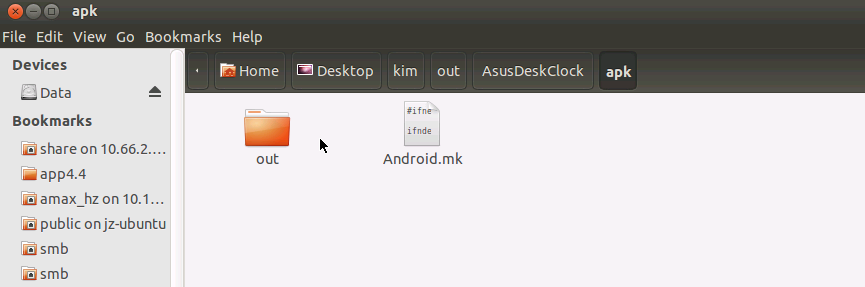 apk
File Edit View Go Bookmarks Help
Devices
Data
Bookmarks
share on 10.66.2....
app4.4
amax_hz on 10.1...
public on jz-ubuntu
smb
smb
Home Desktop kim out AsusDeskClock apk
#ifne
ifnde
out
Android.mk